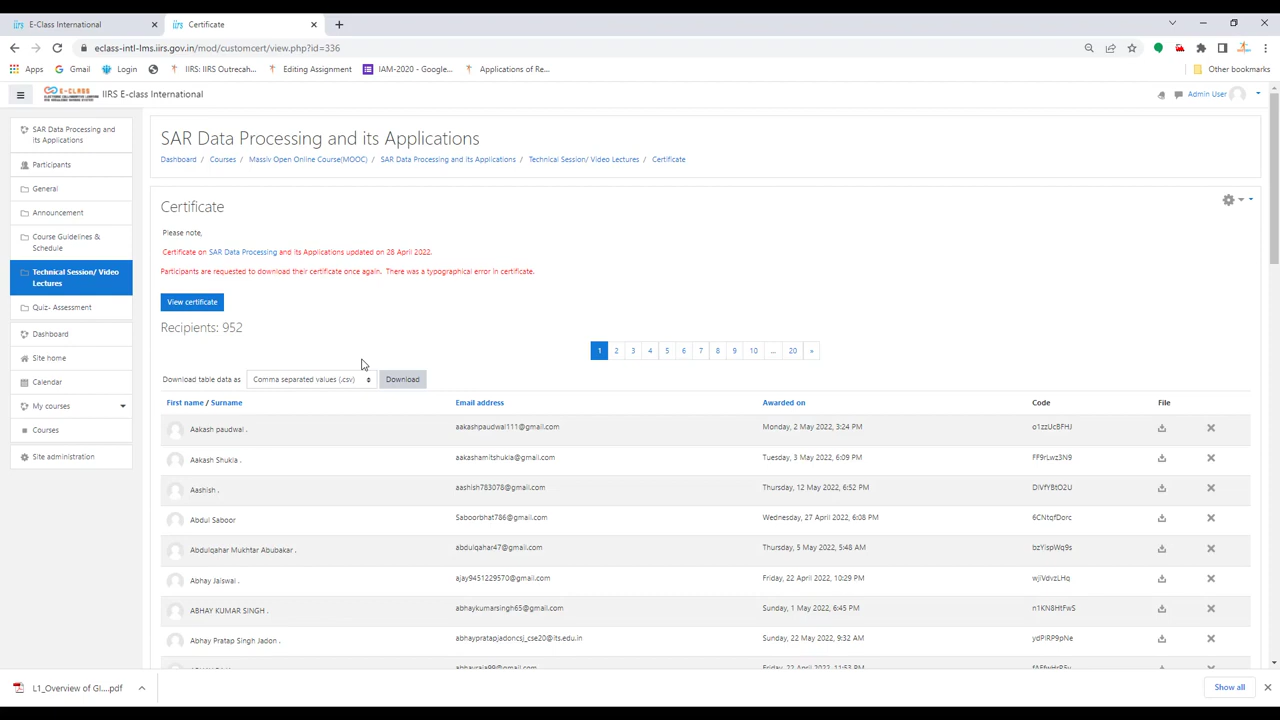 E-Class International
Certificate
eclass-intl-lms.iirs.gov.in/mod/customcert/view.php?id=336
Apps Gmail Login IIRS: IIRS Outrecah... Editing Assignment IAM-2020 - Google... Applications of Re... Other bookmarks
E-CLASS IIRS E-class International Admin User
SAR Data Processing and its Applications
Participants
General
Announcement
Course Guidelines & Schedule
Technical Session/ Video Lectures
Quiz- Assessment
Dashboard
Site home
Calendar
My courses
Courses
Site administration
SAR Data Processing and its Applications
Dashboard / Courses / Massiv Open Online Course(MOOC) / SAR Data Processing and its Applications / Technical Session/ Video Lectures / Certificate
Certificate
Please note,
Certificate on SAR Data Processing and its Applications updated on 28 April 2022.
Participants are requested to download their certificate once again. There was a typographical error in certificate.
View certificate
Recipients: 952
1 2 3 4 5 6 7 8 9 10 ... 20 »
Download table data as Comma separated values (.csv) Download
First name / Surname Email address Awarded on Code File
Aakash paudwal . aakashpaudwal111@gmail.com Monday, 2 May 2022, 3:24 PM o1zzUcBFHJ
Aakash Shukla . aakashamitshukla@gmail.com Tuesday, 3 May 2022, 6:09 PM FF9rLwz3N9
Aashish . aashish783078@gmail.com Thursday, 12 May 2022, 6:52 PM
Abdul Saboor Saboorbhat786@gmail.com Wednesday, 27 April 2022, 6:08 PM 6CNtqfDorc
Abdulqahar Mukhtar Abubakar . abdulqahar47@gmail.com Thursday, 5 May 2022, 5:48 AM
Abhay Jaiswal . ajay9451229570@gmail.com Friday, 22 April 2022, 10:29 PM wjiVdvzLHq
ABHAY KUMAR SINGH . abhaykumarsingh65@gmail.com Sunday, 1 May 2022, 6:45 PM n1KN8HtFwS
Abhay Pratap Singh Jadon . abhaypratapjadoncsj_cse20@its.edu.in Sunday, 22 May 2022, 9:32 AM ydPiRP9pNe
L1_Overview of GI....pdf Show all